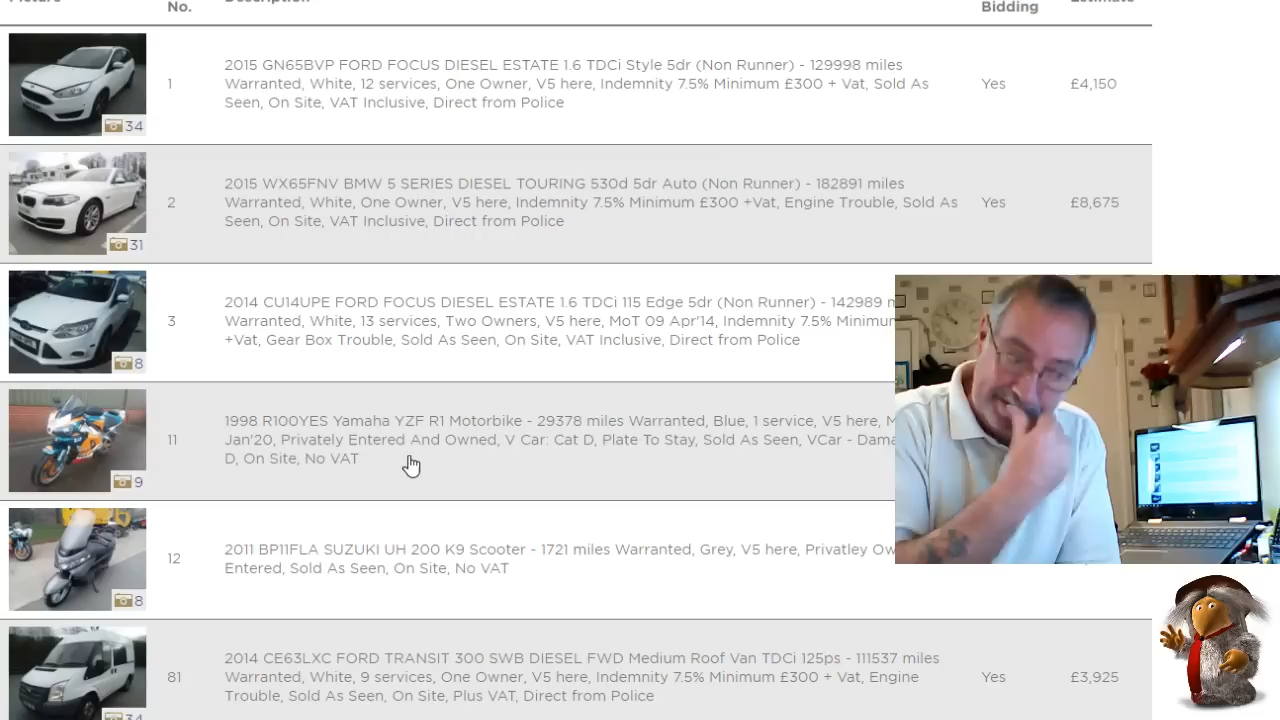 No.
Description
Bidding
Estimate
1
2015 GN65BVP FORD FOCUS DIESEL ESTATE 1.6 TDCi Style 5dr (Non Runner) - 129998 miles
Warranted, White, 12 services, One Owner, V5 here, Indemnity 7.5% Minimum £300 + Vat, Sold As
Seen, On Site, VAT Inclusive, Direct from Police
Yes
£4,150
34
2
2015 WX65FNV BMW 5 SERIES DIESEL TOURING 530d 5dr Auto (Non Runner) - 182891 miles
Warranted, White, One Owner, V5 here, Indemnity 7.5% Minimum £300 +Vat, Engine Trouble, Sold As
Seen, On Site, VAT Inclusive, Direct from Police
Yes
£8,675
31
3
2014 CU14UPE FORD FOCUS DIESEL ESTATE 1.6 TDCi 115 Edge 5dr (Non Runner) - 142989
Warranted, White, 13 services, Two Owners, V5 here, MoT 09 Apr'14, Indemnity 7.5% Minimum
+Vat, Gear Box Trouble, Sold As Seen, On Site, VAT Inclusive, Direct from Police
8
11
1998 R100YES Yamaha YZF R1 Motorbike - 29378 miles Warranted, Blue, 1 service, V5 here,
Jan'20, Privately Entered And Owned, V Car: Cat D, Plate To Stay, Sold As Seen, VCar -
D, On Site, No VAT
9
12
2011 BP11FLA SUZUKI UH 200 K9 Scooter - 1721 miles Warranted, Grey, V5 here, Privatley
Entered, Sold As Seen, On Site, No VAT
8
81
2014 CE63LXC FORD TRANSIT 300 SWB DIESEL FWD Medium Roof Van TDCi 125ps - 111537 miles
Warranted, White, 9 services, One Owner, V5 here, Indemnity 7.5% Minimum £300 + Vat, Engine
Trouble, Sold As Seen, On Site, Plus VAT, Direct from Police
Yes
£3,925
34